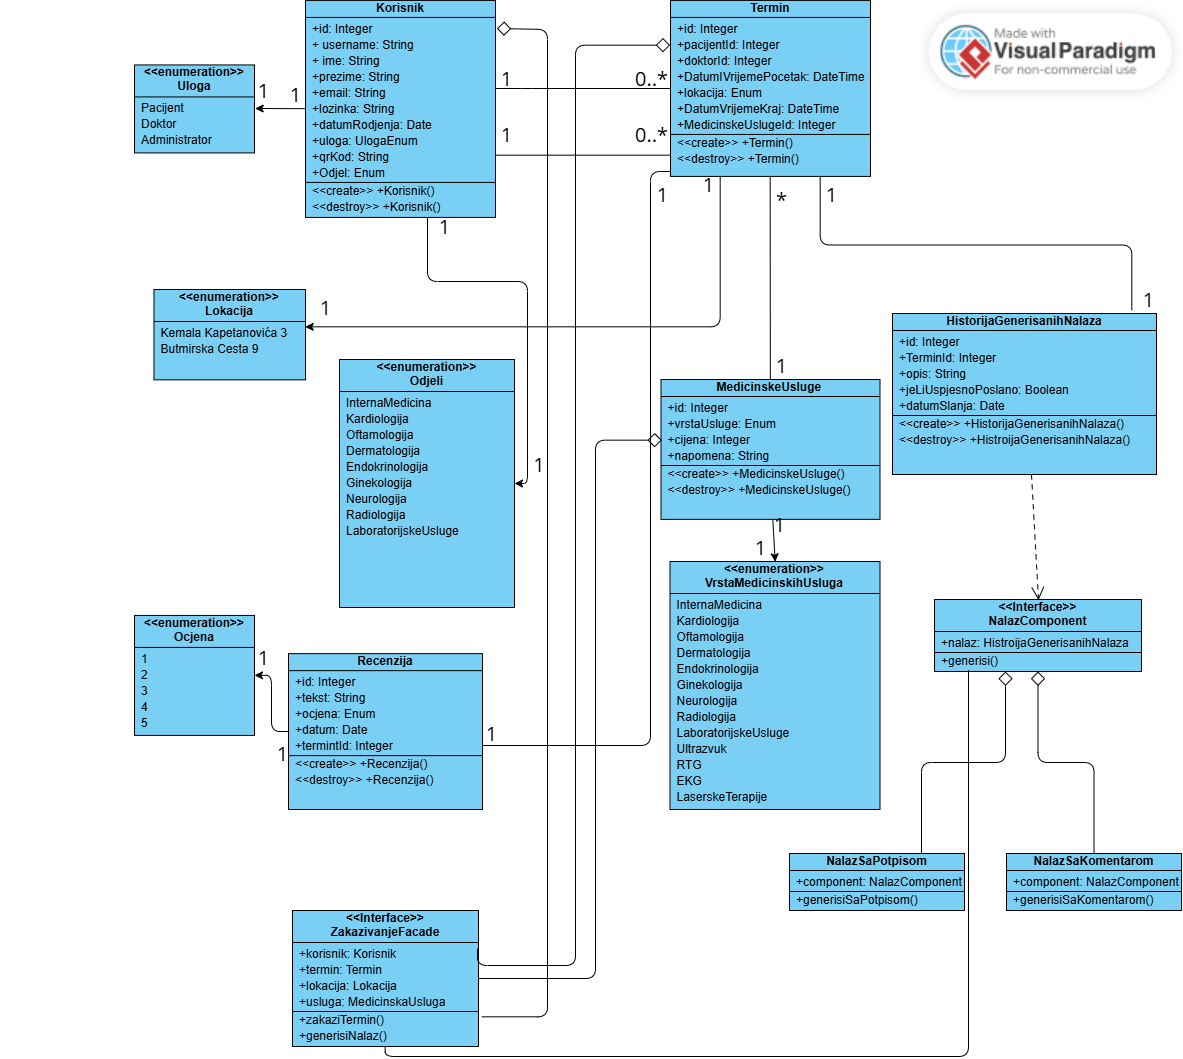 Korisnik
+id: Integer
+ username: String
+ ime: String
+prezime: String
+email: String
+lozinka: String
+datumRodjenja: Date
+uloga: UlogaEnum
+qrKod: String
+Odjel: Enum
<<create>> +Korisnik()
<<destroy>> +Korisnik()
Termin
+id: Integer
+pacijentId: Integer
+doktorId: Integer
+DatumIVrijemePocetak: DateTime
+lokacija: Enum
+DatumVrijemeKraj: DateTime
+MedicinskeUslugeId: Integer
<<create>> +Termin()
<<destroy>> +Termin()
Made with
VisualParadigm
For non-commercial use
<<enumeration>>
Uloga
Pacijent
Doktor
Administrator
1
1
1
0..*
1
0..*
1
1
1
*
1
<<enumeration>>
Lokacija
Kemala Kapetanovića 3
Butmirska Cesta 9
1
1
HistorijaGenerisanihNalaza
+id: Integer
+TerminId: Integer
+opis: String
+jeLiUspjesnoPoslano: Boolean
+datumSlanja: Date
<<create>> +HistorijaGenerisanihNalaza()
<<destroy>> +HistroijaGenerisanihNalaza()
<<enumeration>>
Odjeli
InternaMedicina
Kardiologija
Oftamologija
Dermatologija
Endokrinologija
Ginekologija
Neurologija
Radiologija
LaboratorijskeUsluge
1
1
MedicinskeUsluge
+id: Integer
+vrstaUsluge: Enum
+cijena: Integer
+napomena: String
<<create>> +MedicinskeUsluge()
<<destroy>> +MedicinskeUsluge()
1
1
<<enumeration>>
VrstaMedicinskihUsluga
InternaMedicina
Kardiologija
Oftamologija
Dermatologija
Endokrinologija
Ginekologija
Neurologija
Radiologija
LaboratorijskeUsluge
Ultrazvuk
RTG
EKG
LaserskeTerapije
<<Interface>>
NalazComponent
+nalaz: HistroijaGenerisanihNalaza
+generisi()
<<enumeration>>
Ocjena
1
2
3
4
5
1
1
Recenzija
+id: Integer
+tekst: String
+ocjena: Enum
+datum: Date
+termintId: Integer
<<create>> +Recenzija()
<<destroy>> +Recenzija()
1
NalazSaPotpisom
+component: NalazComponent
+generisiSaPotpisom()
NalazSaKomentarom
+component: NalazComponent
+generisiSaKomentarom()
<<Interface>>
ZakazivanjeFacade
+korisnik: Korisnik
+termin: Termin
+lokacija: Lokacija
+usluga: MedicinskaUsluga
+zakaziTermin()
+generisiNalaz()